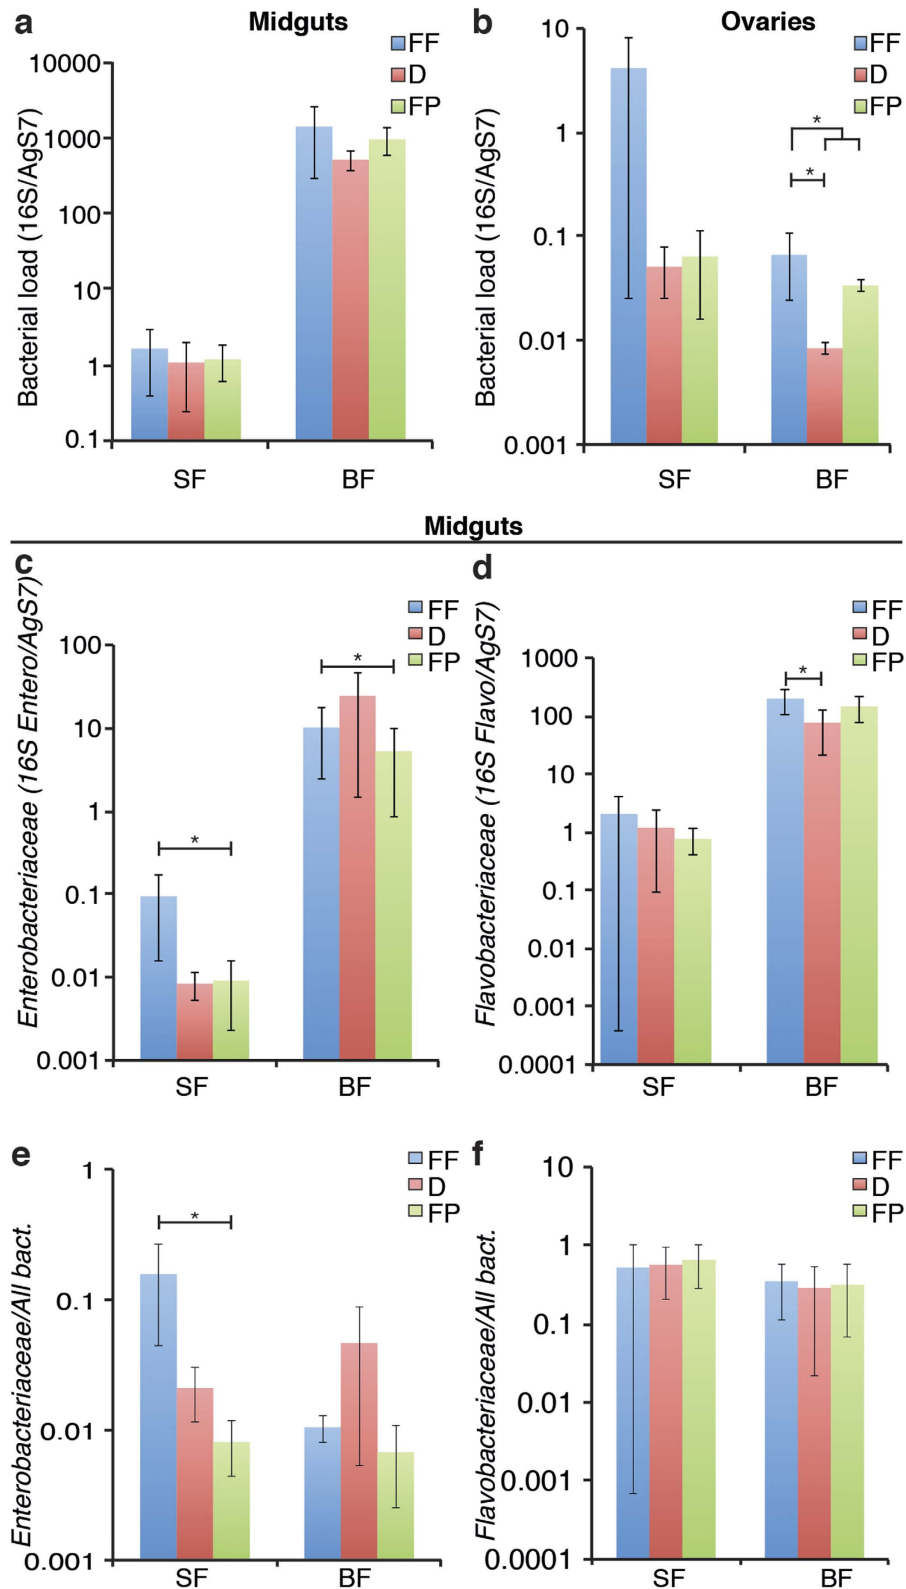 a
Midguts
FF
D
FP
Bacterial load (16S/AgS7)
10000
1000
100
10
1
0.1
SF
BF
b
Ovaries
FF
D
FP
Bacterial load (16S/AgS7)
10
1
0.1
0.01
0.001
*
*
SF
BF
Midguts
c
FF
D
FP
Enterobacteriaceae (16S Entero/AgS7)
100
10
1
0.1
0.01
0.001
*
*
SF
BF
d
FF
D
FP
Flavobacteriaceae (16S Flavo/AgS7)
1000
100
10
1
0.1
0.01
0.001
0.0001
*
SF
BF
e
FF
D
FP
Enterobacteriaceae/All bact.
1
0.1
0.01
0.001
*
SF
BF
f
FF
D
FP
Flavobacteriaceae/All bact.
10
1
0.1
0.01
0.001
0.0001
SF
BF